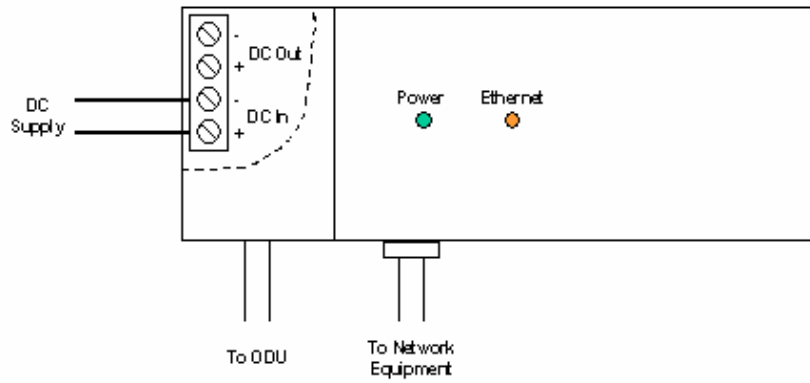 -
DC Out
+
DC
Supply
-
DC In
+
Power
Ethernet
To ODU
To Network
Equipment